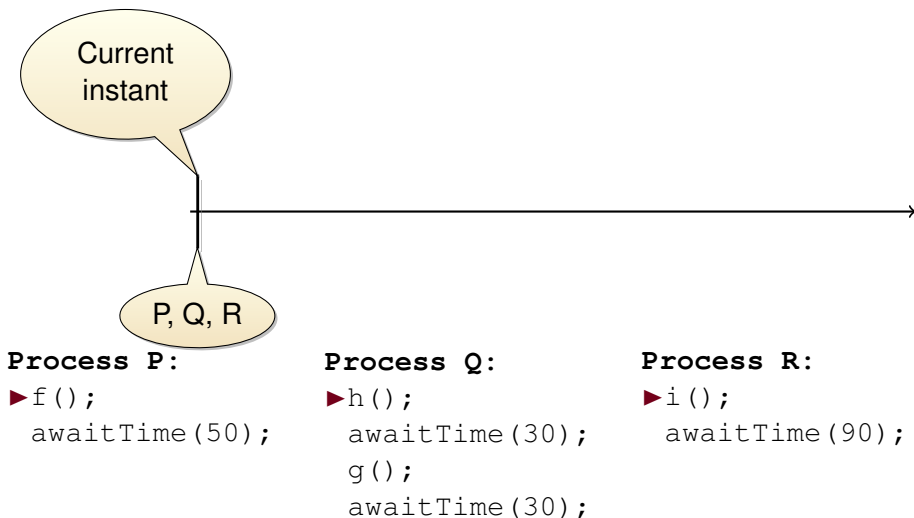 Current
instant
P, Q, R
Process P:
►f();
awaitTime(50);
Process Q:
►h();
awaitTime(30);
g();
awaitTime(30);
Process R:
►i();
awaitTime(90);